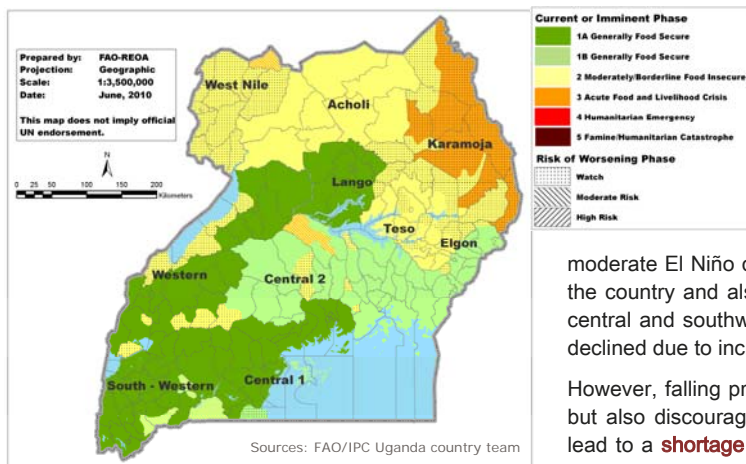 Prepared by: FAO-REOA
Projection: Geographic
Scale: 1:3,500,000
Date: June, 2010
This map does not imply official
UN endorsement.
N
0 25 50 100 150 200
Kilometers
West Nile
Acholi
Karamoja
Lango
Teso
Elgon
Western
Central 2
South - Western
Central 1
Sources: FAO/IPC Uganda country team
Current or Imminent Phase
1A Generally Food Secure
1B Generally Food Secure
2 Moderately/Borderline Food Insecure
3 Acute Food and Livelihood Crisis
4 Humanitarian Emergency
5 Famine/Humanitarian Catastrophe
Risk of Worsening Phase
Watch
Moderate Risk
High Risk
moderate El Niño
the country and
central and
declined due to
However, falling
but also
lead to a shortage